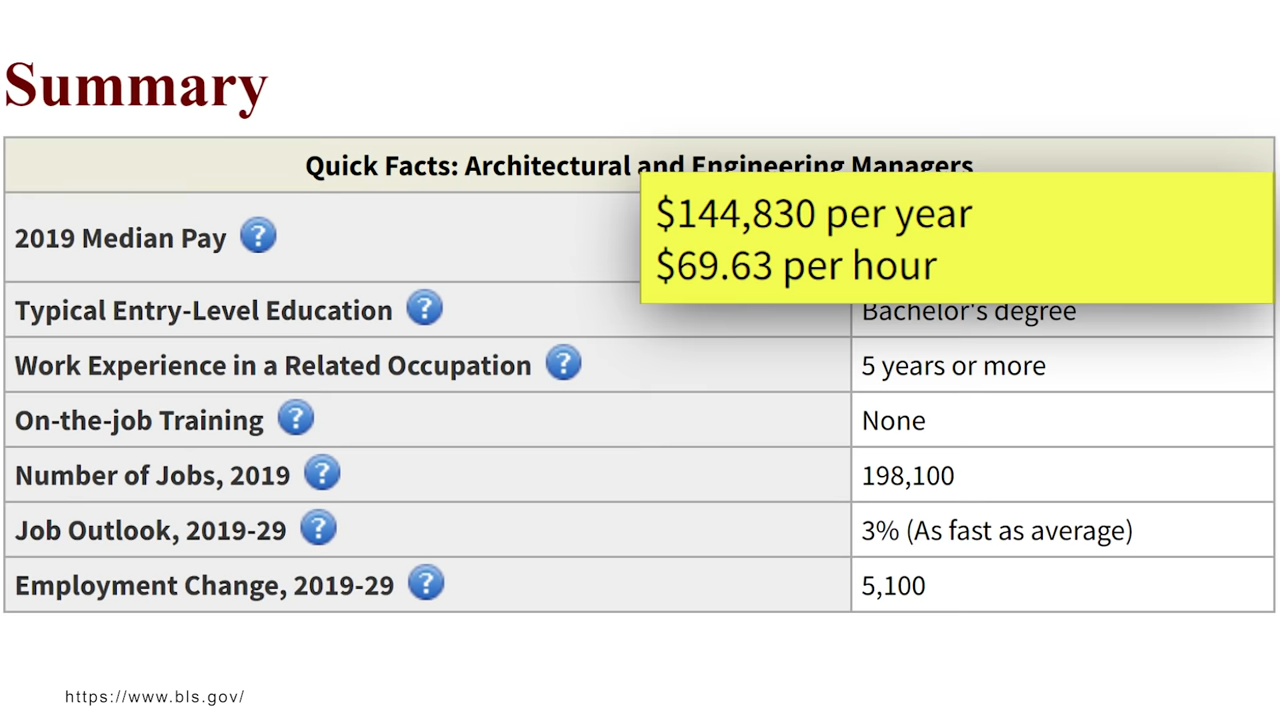 Summary
Quick Facts: Architectural and Engineering Managers
2019 Median Pay ?
$144,830 per year
$69.63 per hour
Typical Entry-Level Education ? Bachelor's degree
Work Experience in a Related Occupation ? 5 years or more
On-the-job Training ? None
Number of Jobs, 2019 ? 198,100
Job Outlook, 2019-29 ? 3% (As fast as average)
Employment Change, 2019-29 ? 5,100
https://www.bls.gov/